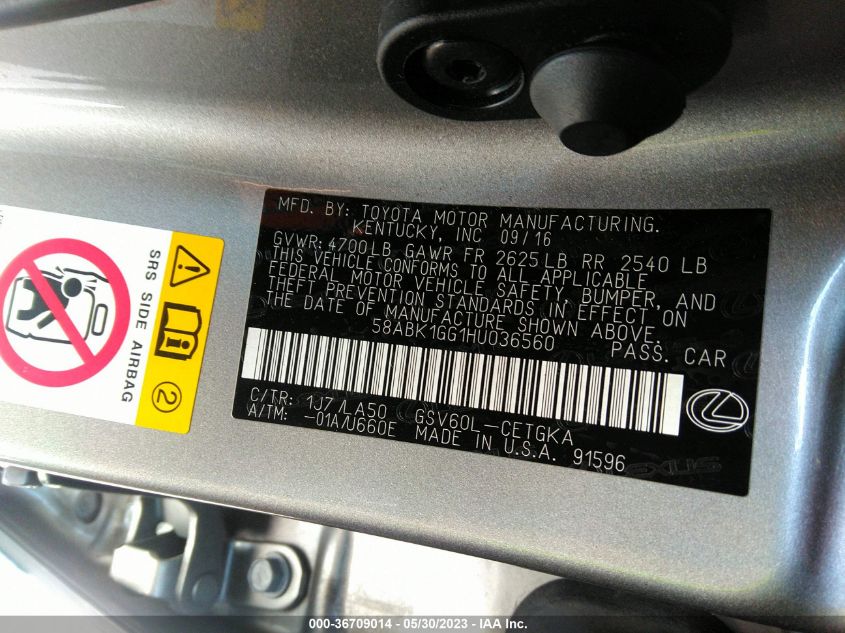 MFD. BY: TOYOTA MOTOR MANUFACTURING.
KENTUCKY, INC 09/16
GVWR: 4700LB GAWR FR 2625LB RR 2540 LB
THIS VEHICLE CONFORMS TO ALL APPLICABLE
FEDERAL MOTOR VEHICLE SAFETY, BUMPER, AND
THEFT PREVENTION STANDARDS IN EFFECT ON
THE DATE OF MANUFACTURE SHOWN ABOVE.
58ABK1GG1HU036560 PASS. CAR
C/TR: 1J7/LA50 GSV60L-CETGKA
A/TM: -01A/U660E MADE IN U.S.A. 91596
LEXUS
SRS SIDE AIRBAG
2
000-36709014 - 05/30/2023 - © IAA Inc.